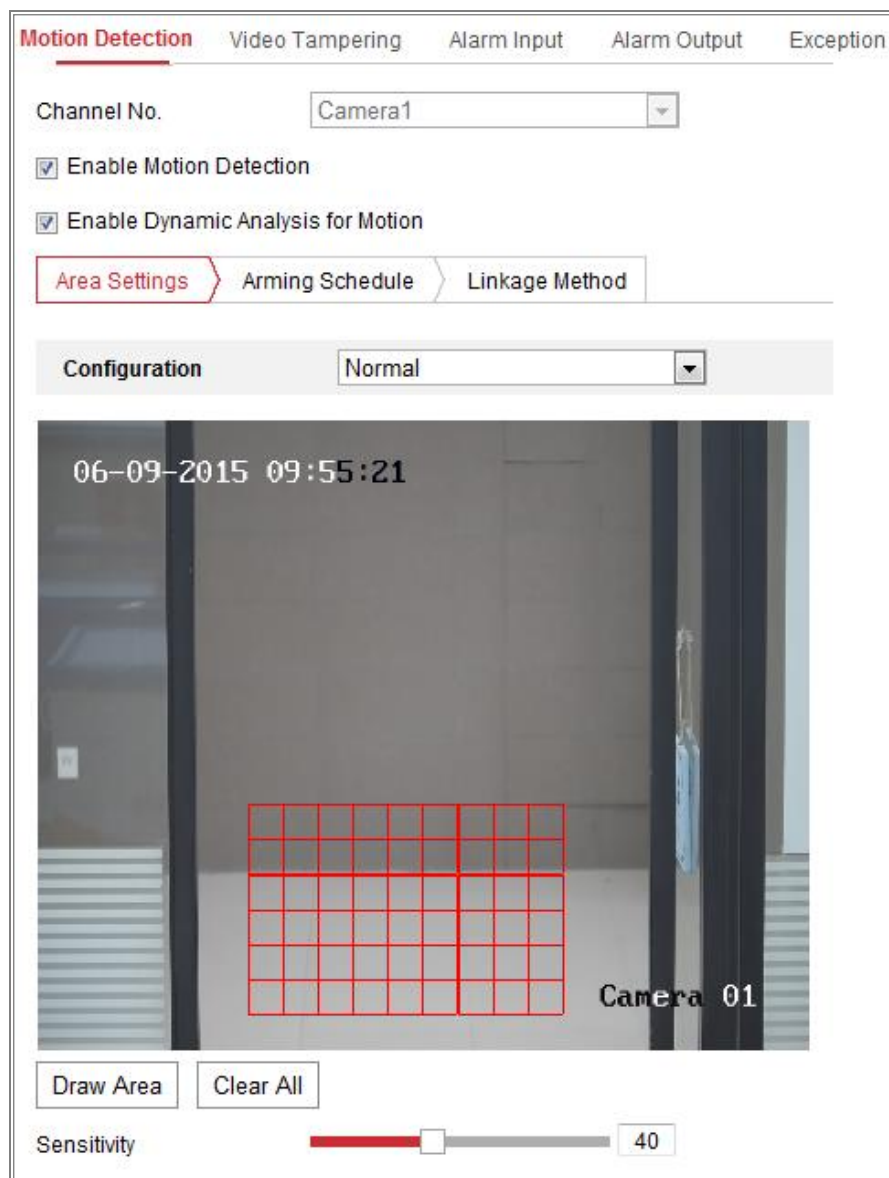 Motion Detection Video Tampering Alarm Input Alarm Output Exception
Channel No. Camera1
Enable Motion Detection
Enable Dynamic Analysis for Motion
Area Settings Arming Schedule Linkage Method
Configuration Normal
06-09-2015 09:55:21
Camera 01
Draw Area Clear All
Sensitivity 40